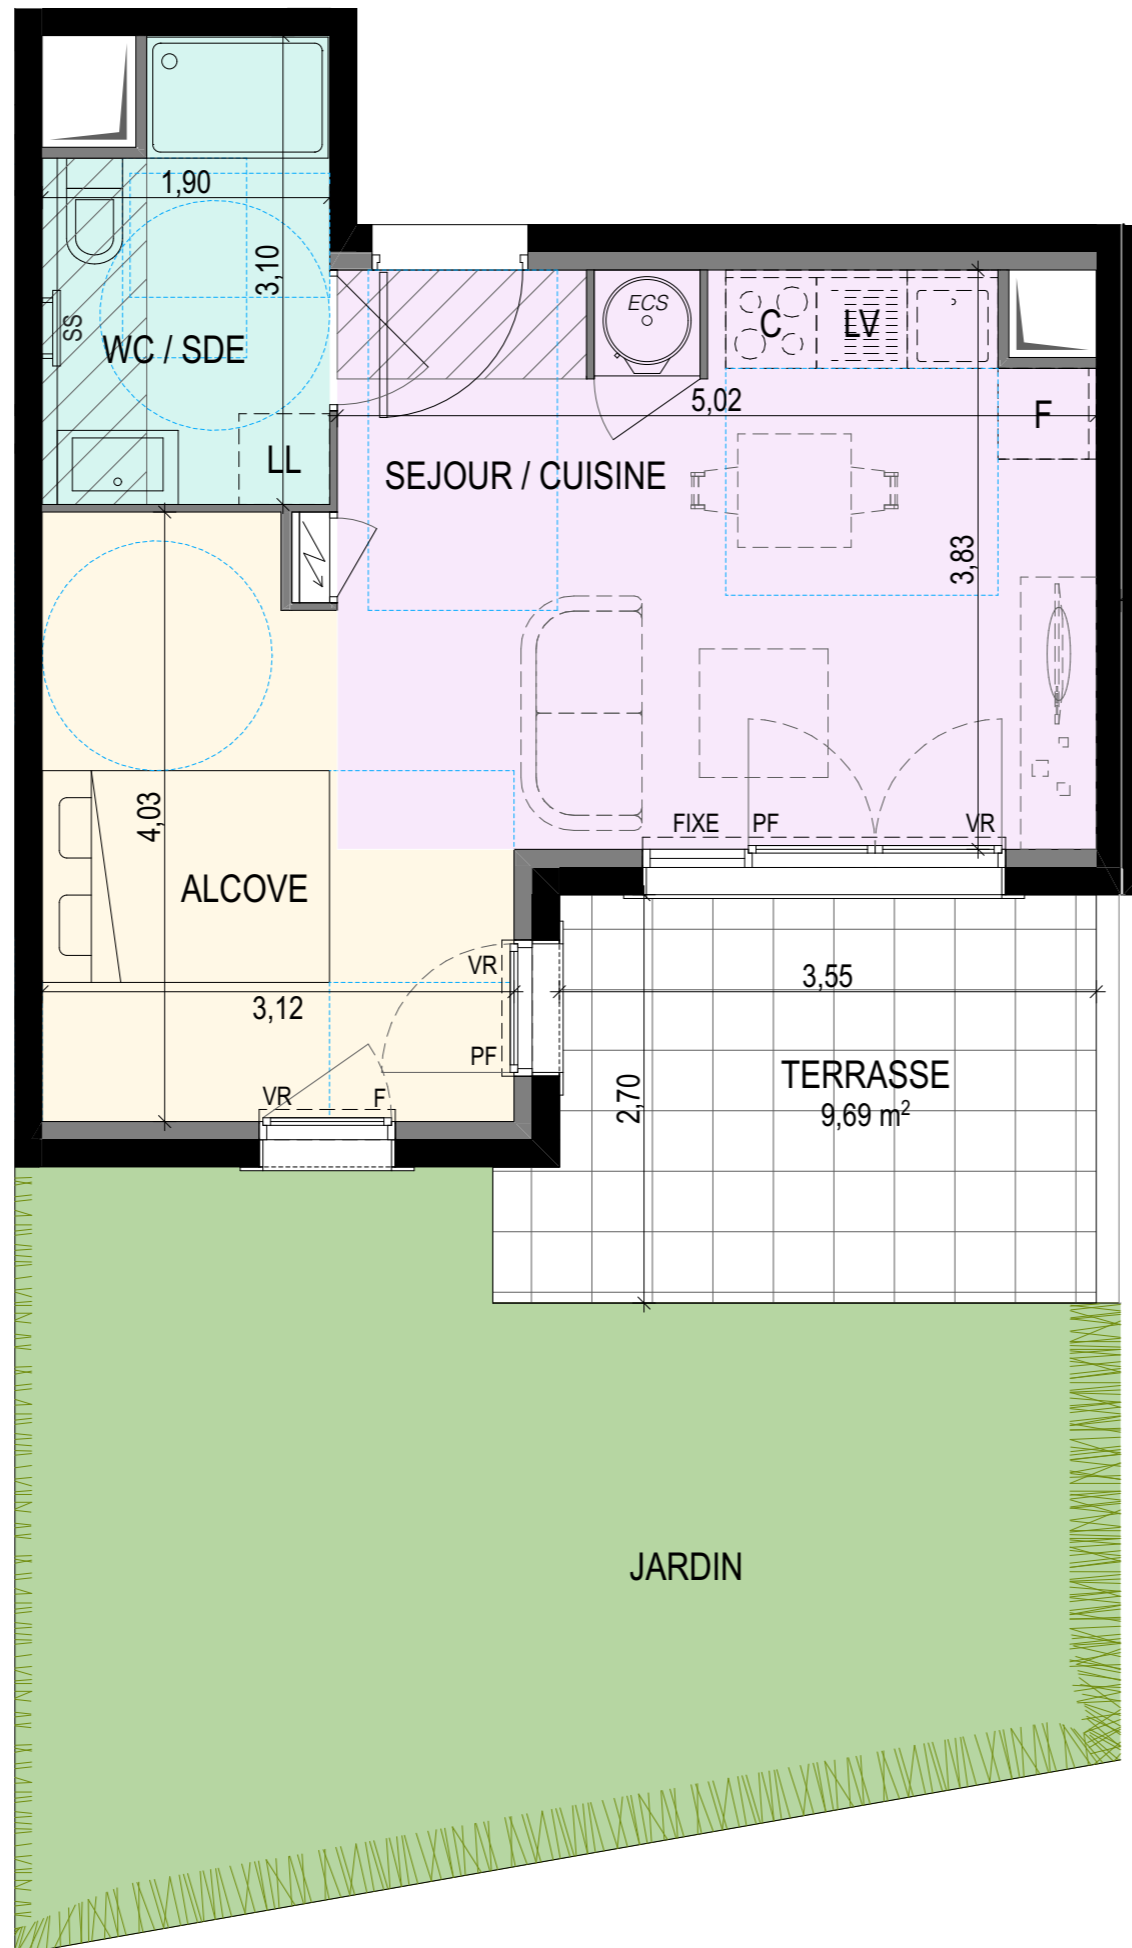 1,90
3,10
SS
WC / SDE
LL
ECS
C
LV
5,02
F
SEJOUR / CUISINE
3,83
4,03
FIXE
PF
VR
ALCOVE
VR
3,12
PF
VR
F
3,55
2,70
TERRASSE
9,69 m²
JARDIN